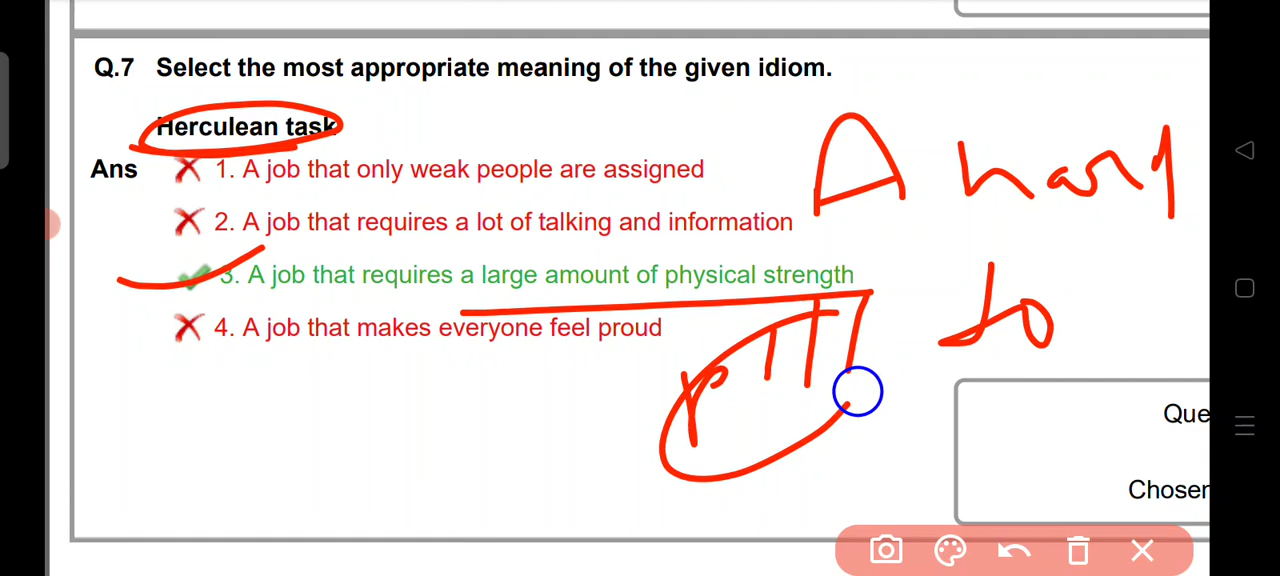 Q.7 Select the most appropriate meaning of the given idiom.
Herculean task
Ans 1. A job that only weak people are assigned
2. A job that requires a lot of talking and information
3. A job that requires a large amount of physical strength
4. A job that makes everyone feel proud
A hard
to
Que
Chosen